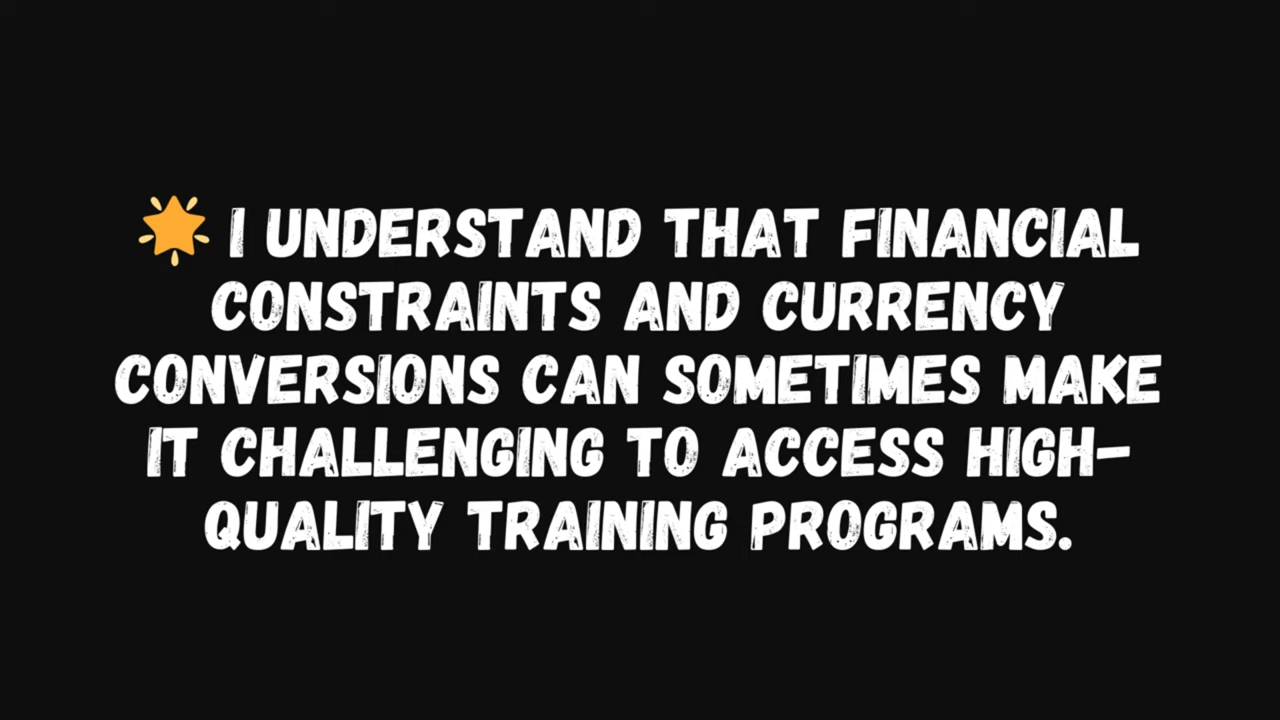 🌟 I UNDERSTAND THAT FINANCIAL
CONSTRAINTS AND CURRENCY
CONVERSIONS CAN SOMETIMES MAKE
IT CHALLENGING TO ACCESS HIGH-
QUALITY TRAINING PROGRAMS.